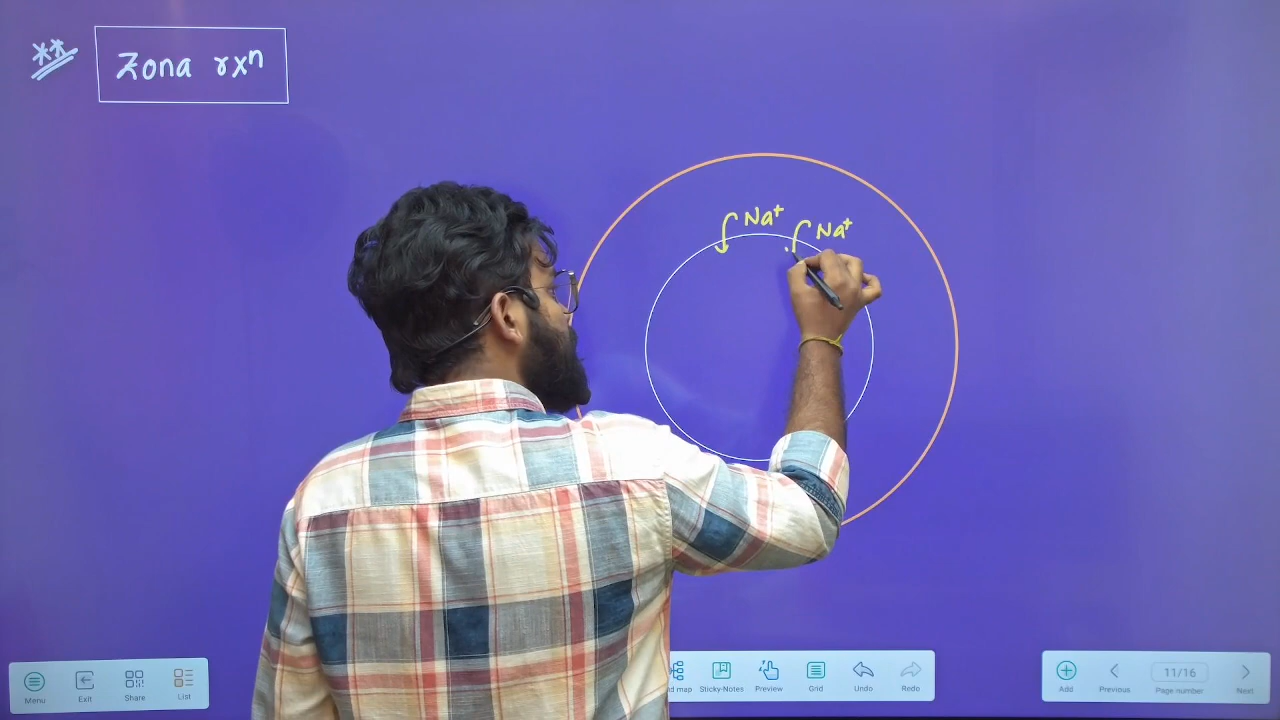 ** Zona rxⁿ
Na⁺ Na⁺
Menu Exit Share List
d map Sticky-Notes Preview Grid Undo Redo
Add Previous 11/16 Page number Next